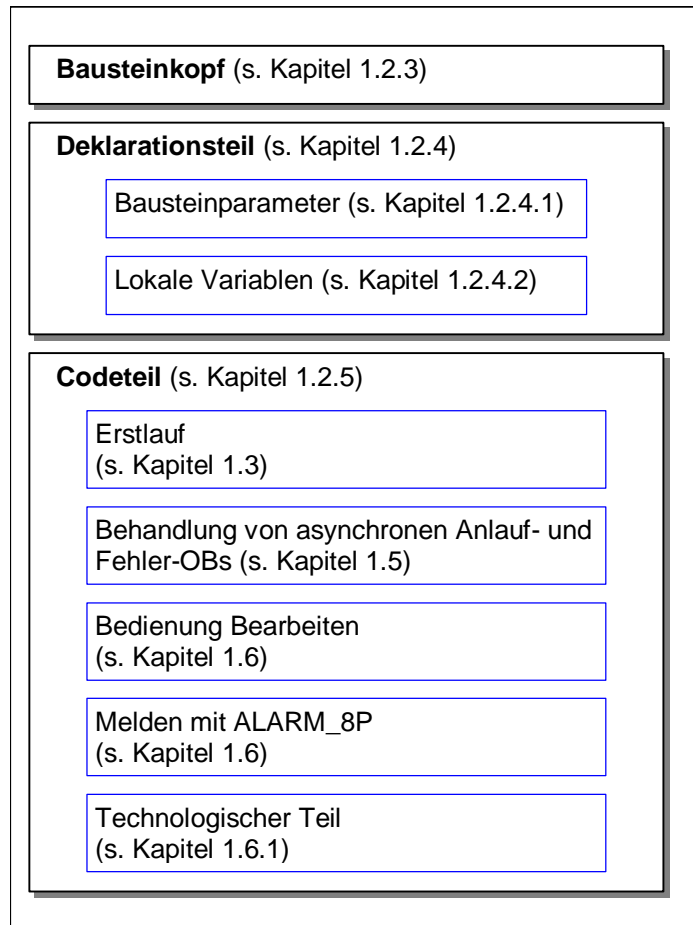 Bausteinkopf (s. Kapitel 1.2.3)
Deklarationsteil (s. Kapitel 1.2.4)
Bausteinparameter (s. Kapitel 1.2.4.1)
Lokale Variablen (s. Kapitel 1.2.4.2)
Codeteil (s. Kapitel 1.2.5)
Erstlauf
(s. Kapitel 1.3)
Behandlung von asynchronen Anlauf- und
Fehler-OBs (s. Kapitel 1.5)
Bedienung Bearbeiten
(s. Kapitel 1.6)
Melden mit ALARM_8P
(s. Kapitel 1.6)
Technologischer Teil
(s. Kapitel 1.6.1)